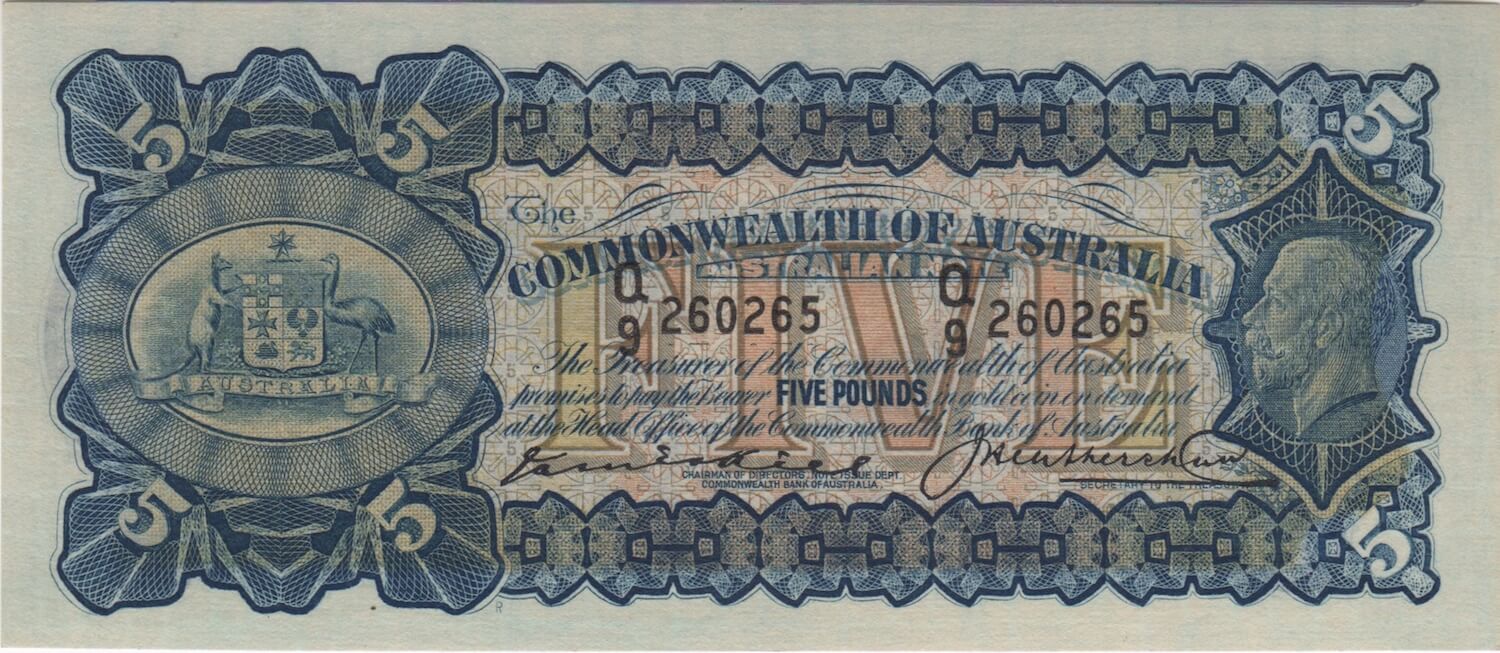 5 5 5
The
COMMONWEALTH OF AUSTRALIA
AUSTRALIAN NOTE
FIVE
Q Q
9 260265 9 260265
The Treasurer of the Commonwealth of Australia
promises to pay the Bearer FIVE POUNDS in gold coin on demand
at the Head Office of the Commonwealth Bank of Australia
AUSTRALIA
CHAIRMAN OF DIRECTORS, NOTE ISSUE DEPT.
COMMONWEALTH BANK OF AUSTRALIA.
SECRETARY TO THE TREASURY
5 5 5
R